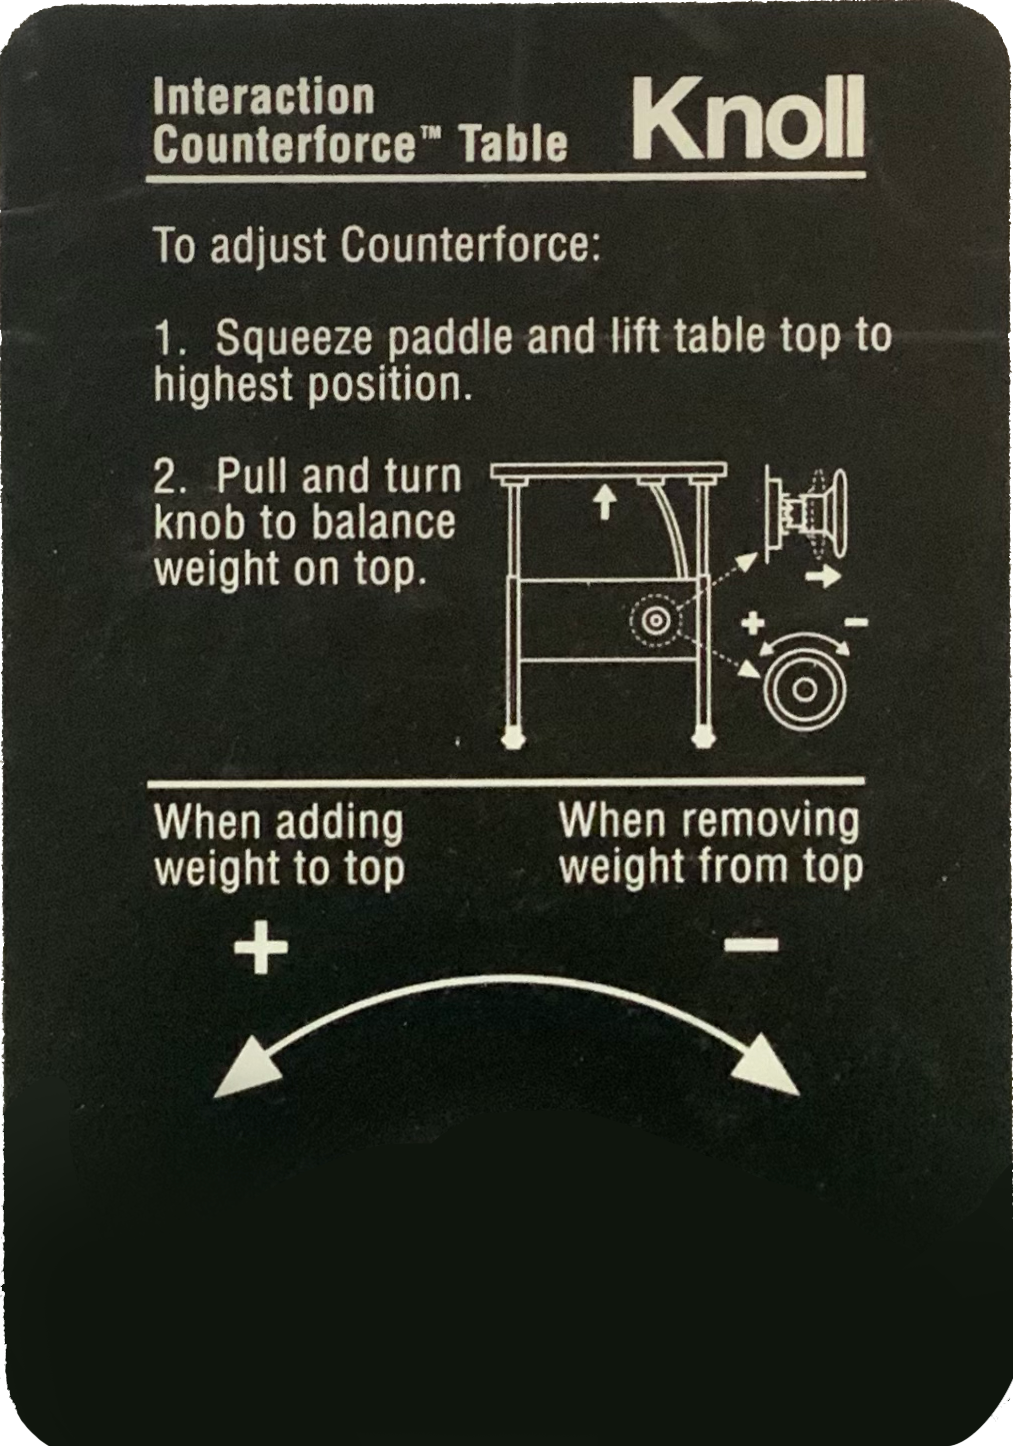 Interaction
Counterforce™ Table
Knoll
To adjust Counterforce:
1. Squeeze paddle and lift table top to
highest position.
2. Pull and turn
knob to balance
weight on top.
+ −
When adding
weight to top
+
When removing
weight from top
−